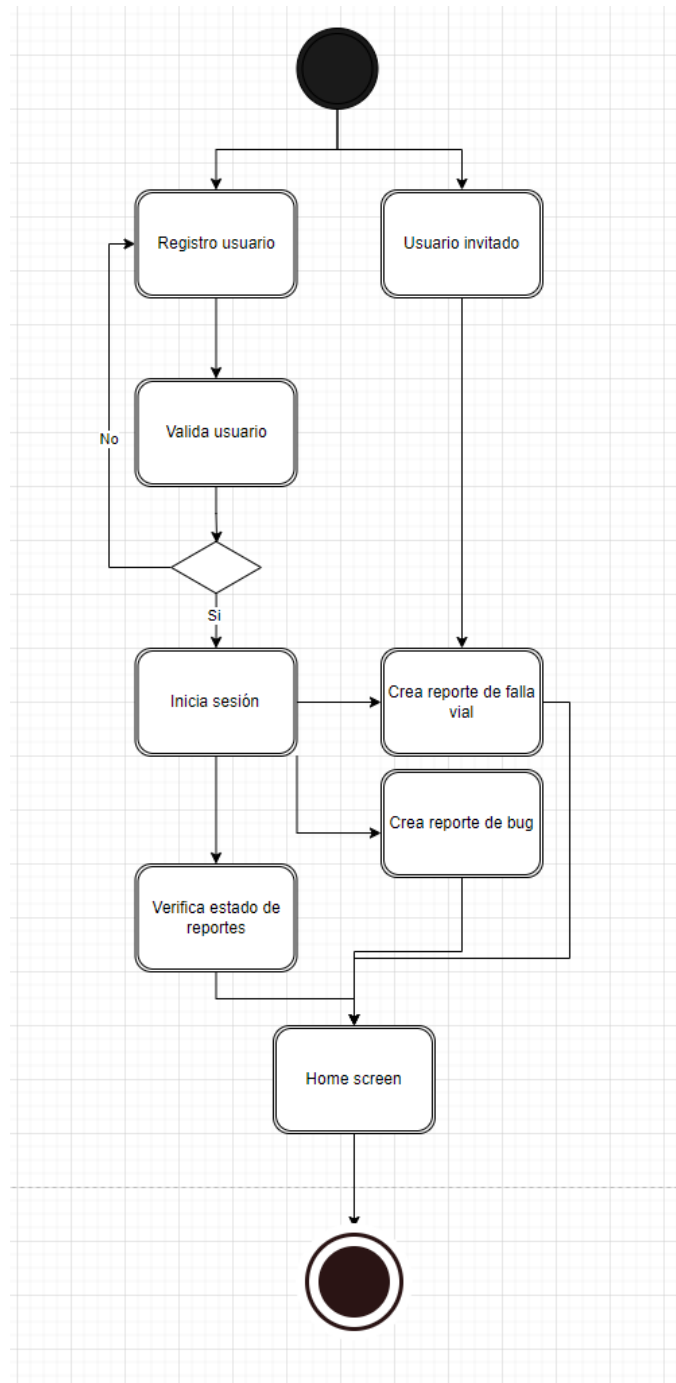 Registro usuario
Usuario invitado
Valida usuario
No
Si
Inicia sesión
Crea reporte de falla
vial
Crea reporte de bug
Verifica estado de
reportes
Home screen